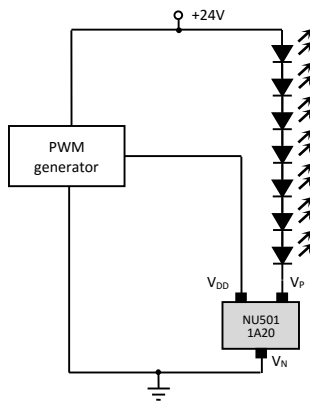 +24V
PWM
generator
VDD
VP
NU501
1A20
VN